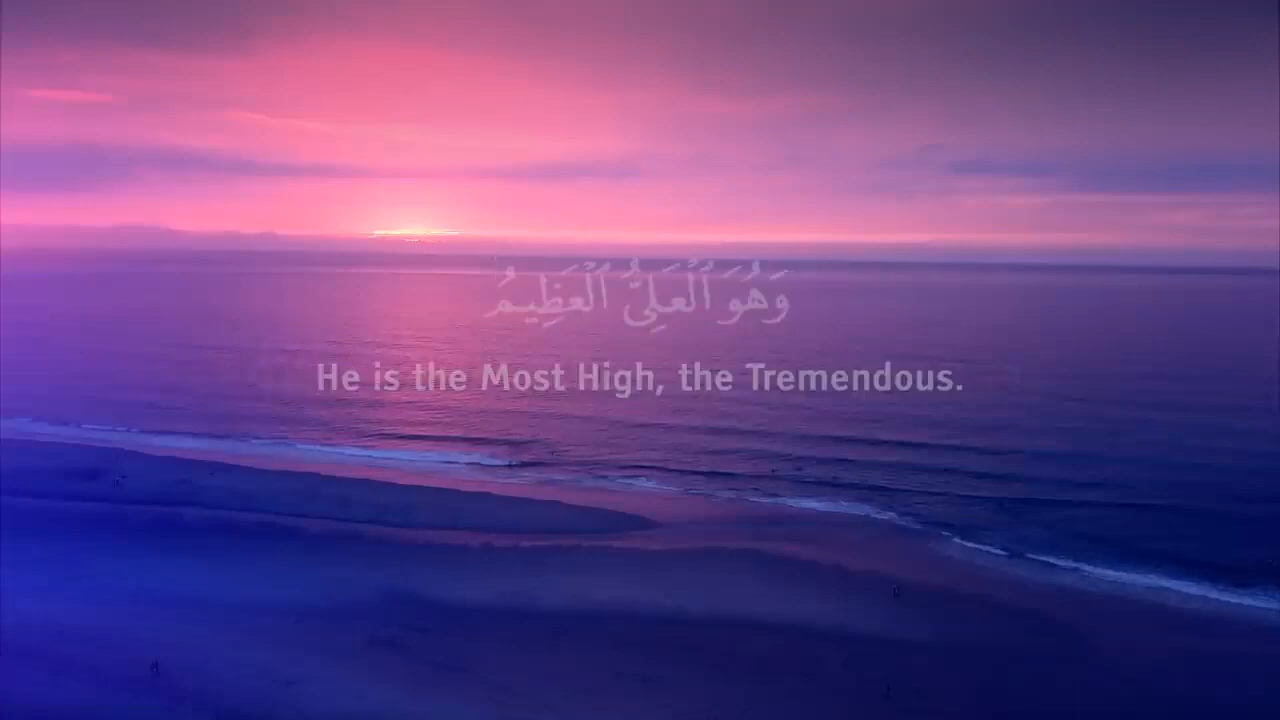 وَهُوَ ٱلْعَلِىُّ ٱلْعَظِيمُ
He is the Most High, the Tremendous.